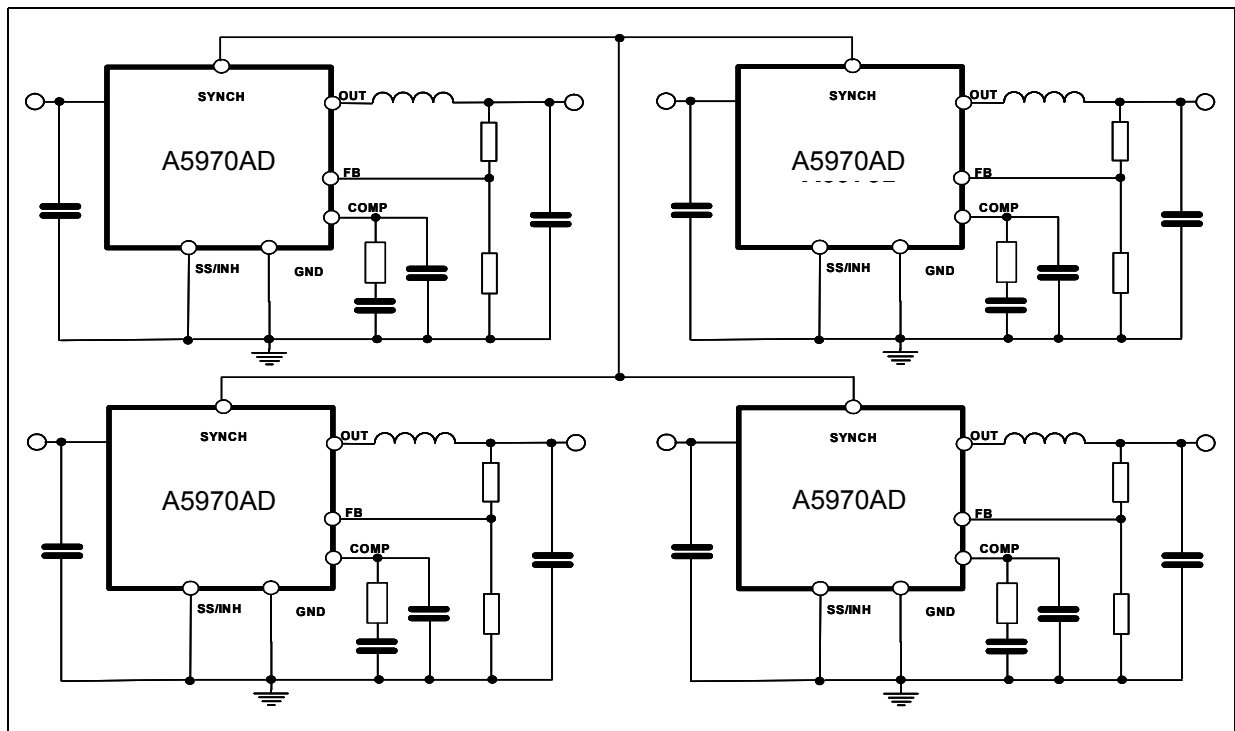 SYNCH
OUT
A5970AD
FB
COMP
SS/INH
GND
SYNCH
OUT
A5970AD
FB
COMP
SS/INH
GND
SYNCH
OUT
A5970AD
FB
COMP
SS/INH
GND
SYNCH
OUT
A5970AD
FB
COMP
SS/INH
GND